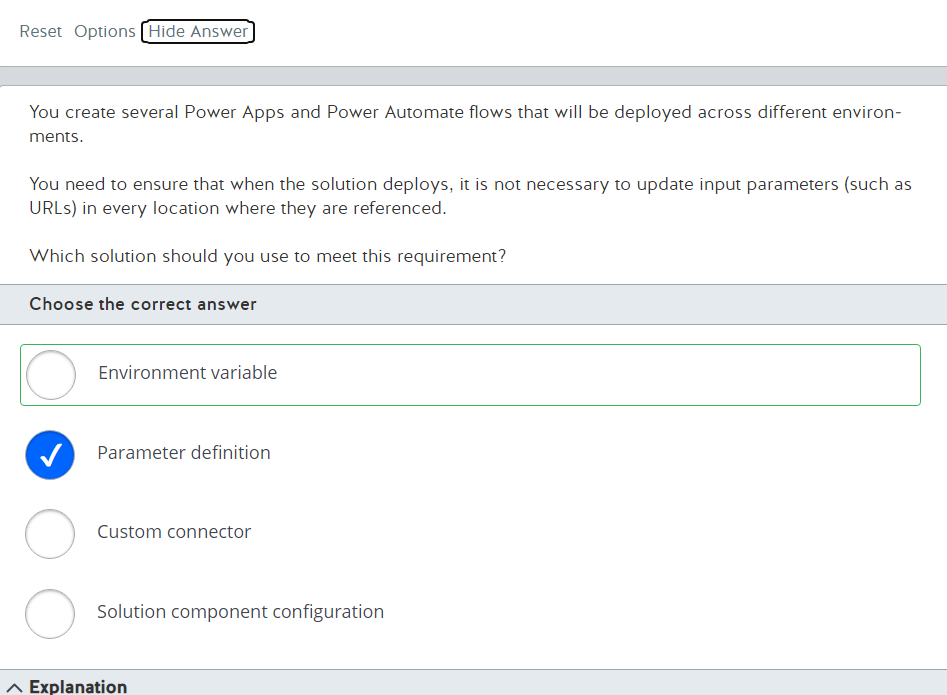 Reset Options Hide Answer
You create several Power Apps and Power Automate flows that will be deployed across different environ-
ments.
You need to ensure that when the solution deploys, it is not necessary to update input parameters (such as
URLs) in every location where they are referenced.
Which solution should you use to meet this requirement?
Choose the correct answer
Environment variable
Parameter definition
Custom connector
Solution component configuration
Explanation